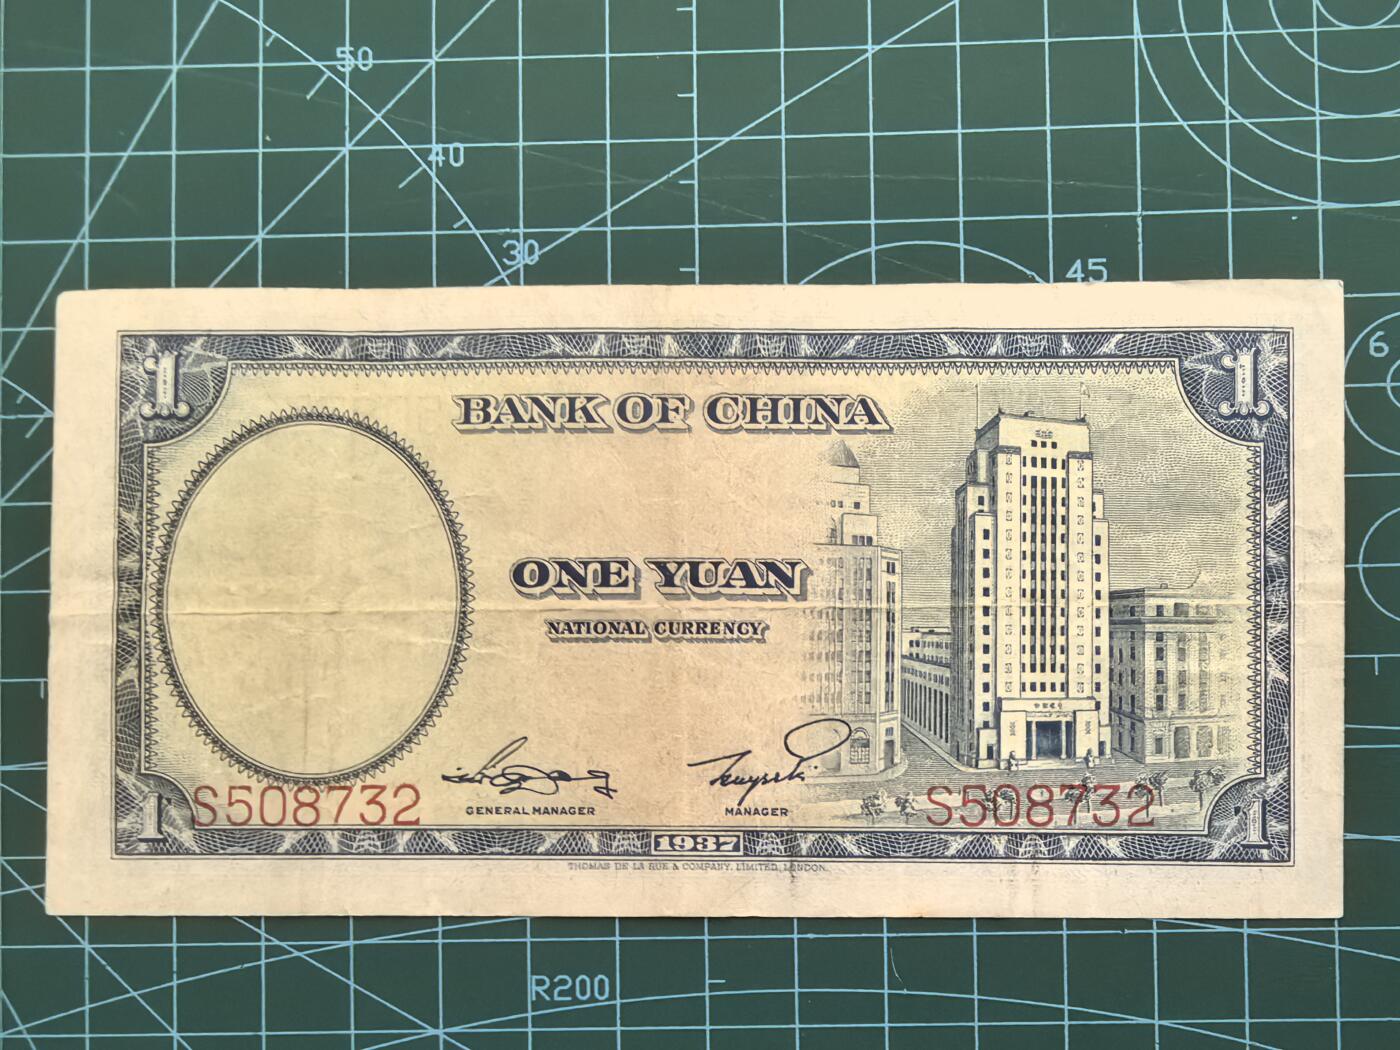 50
40
30
45
6
1 1
BANK OF CHINA
ONE YUAN
NATIONAL CURRENCY
GENERAL MANAGER MANAGER
S508732 S508732
1 1
1937
THOMAS DE LA RUE & COMPANY, LIMITED, LONDON.
R200